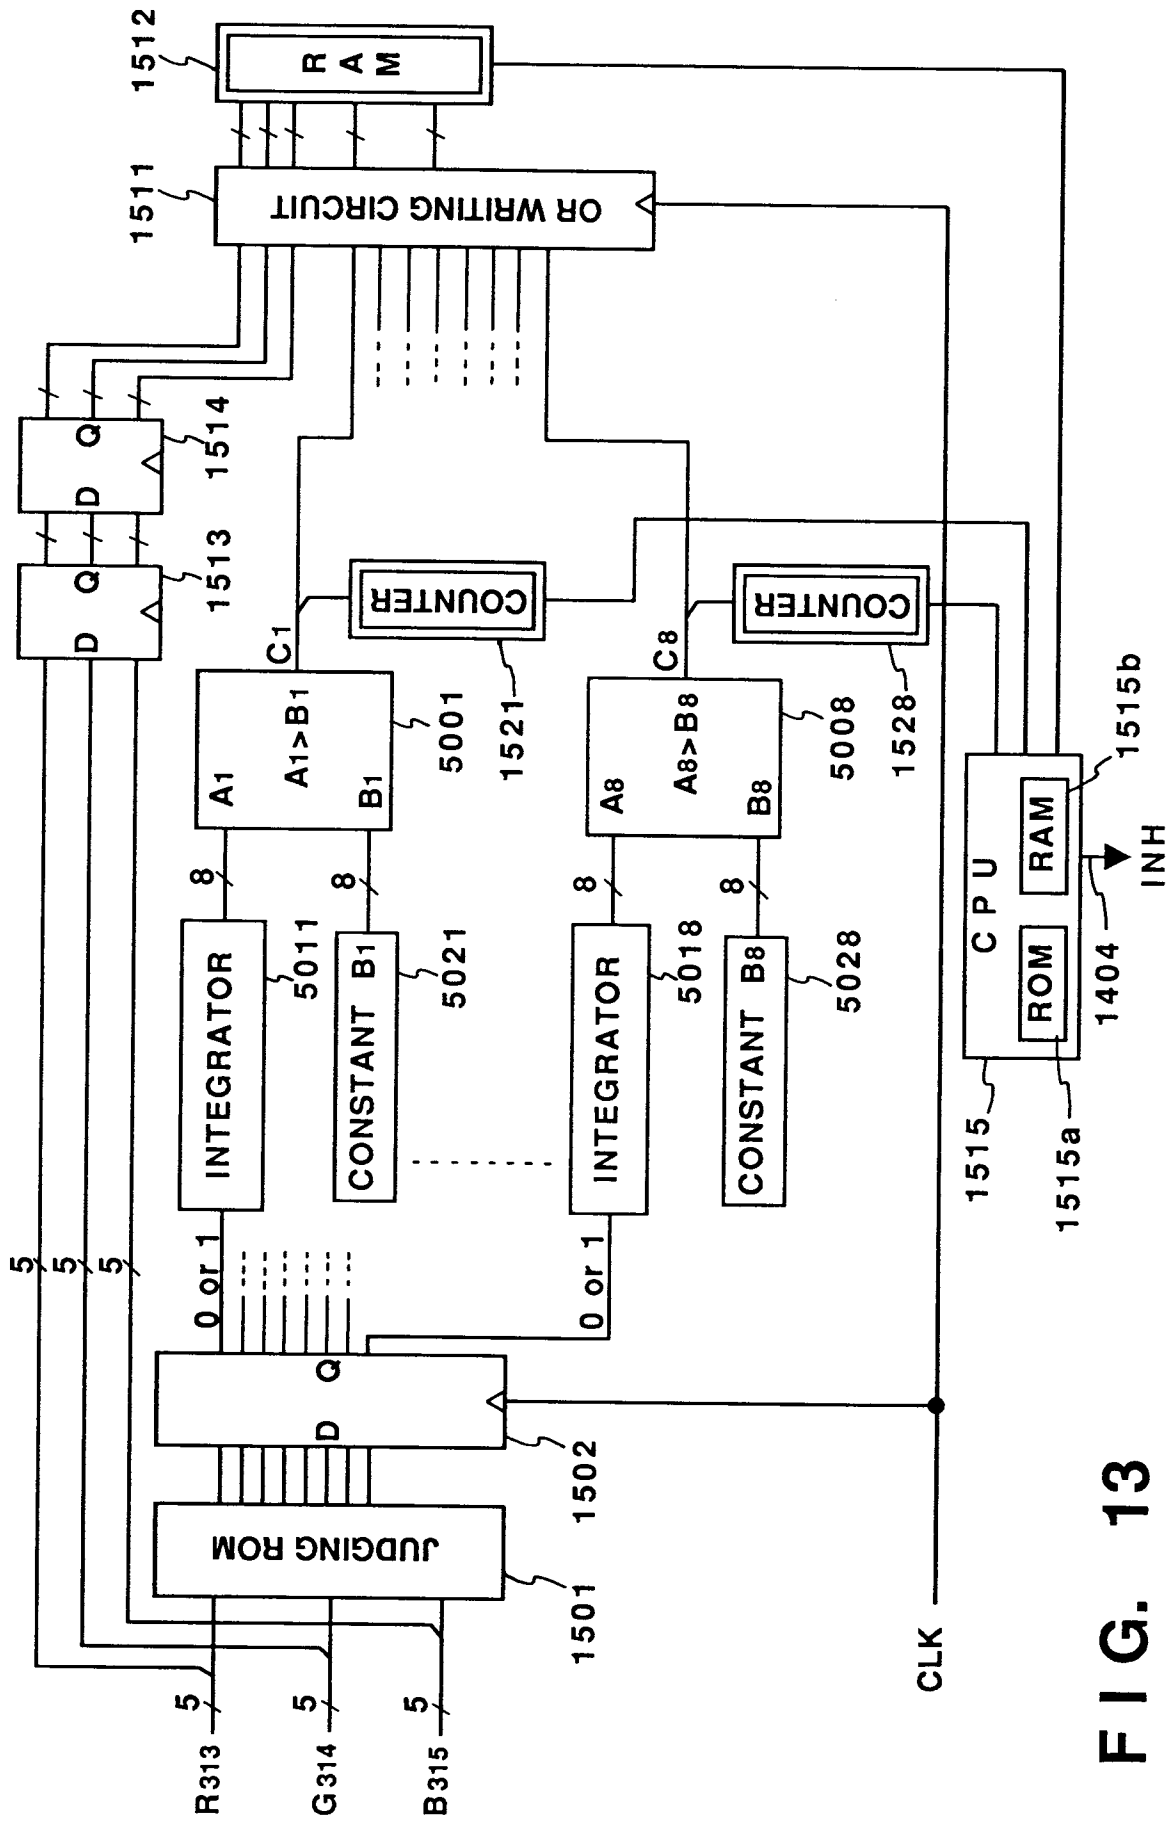 1512
R A M
1511
OR WRITING CIRCUIT
D Q
1514
D Q
1513
5
5
5
COUNTER
1521
C1
A1
A1>B1
B1
5001
8
8
INTEGRATOR
5011
CONSTANT B1
5021
COUNTER
1528
C8
A8
A8>B8
B8
5008
8
8
INTEGRATOR
5018
CONSTANT B8
5028
0 or 1
0 or 1
D Q
1502
JUDGING ROM
1501
R313
5
G314
5
B315
5
CLK
CPU
ROM
RAM
1515
1515a
1515b
1404
INH
FIG. 13